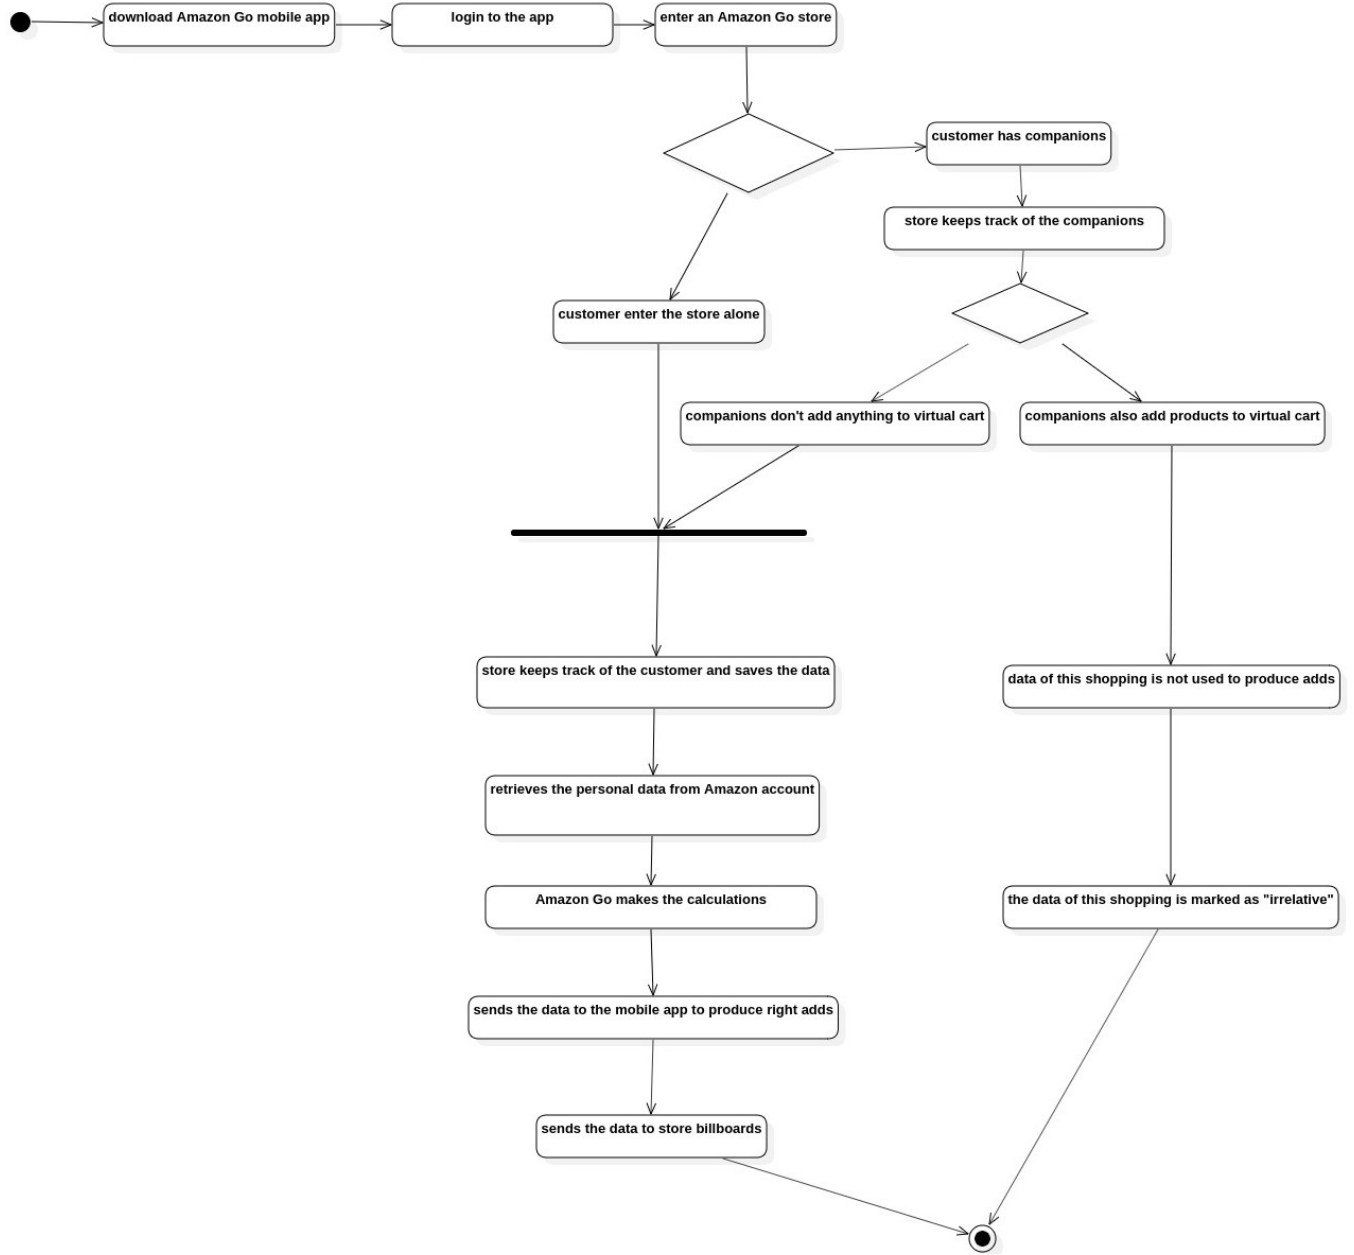 download Amazon Go mobile app
login to the app
enter an Amazon Go store
customer has companions
store keeps track of the companions
customer enter the store alone
companions don't add anything to virtual cart
companions also add products to virtual cart
store keeps track of the customer and saves the data
data of this shopping is not used to produce adds
retrieves the personal data from Amazon account
Amazon Go makes the calculations
the data of this shopping is marked as "irrelative"
sends the data to the mobile app to produce right adds
sends the data to store billboards